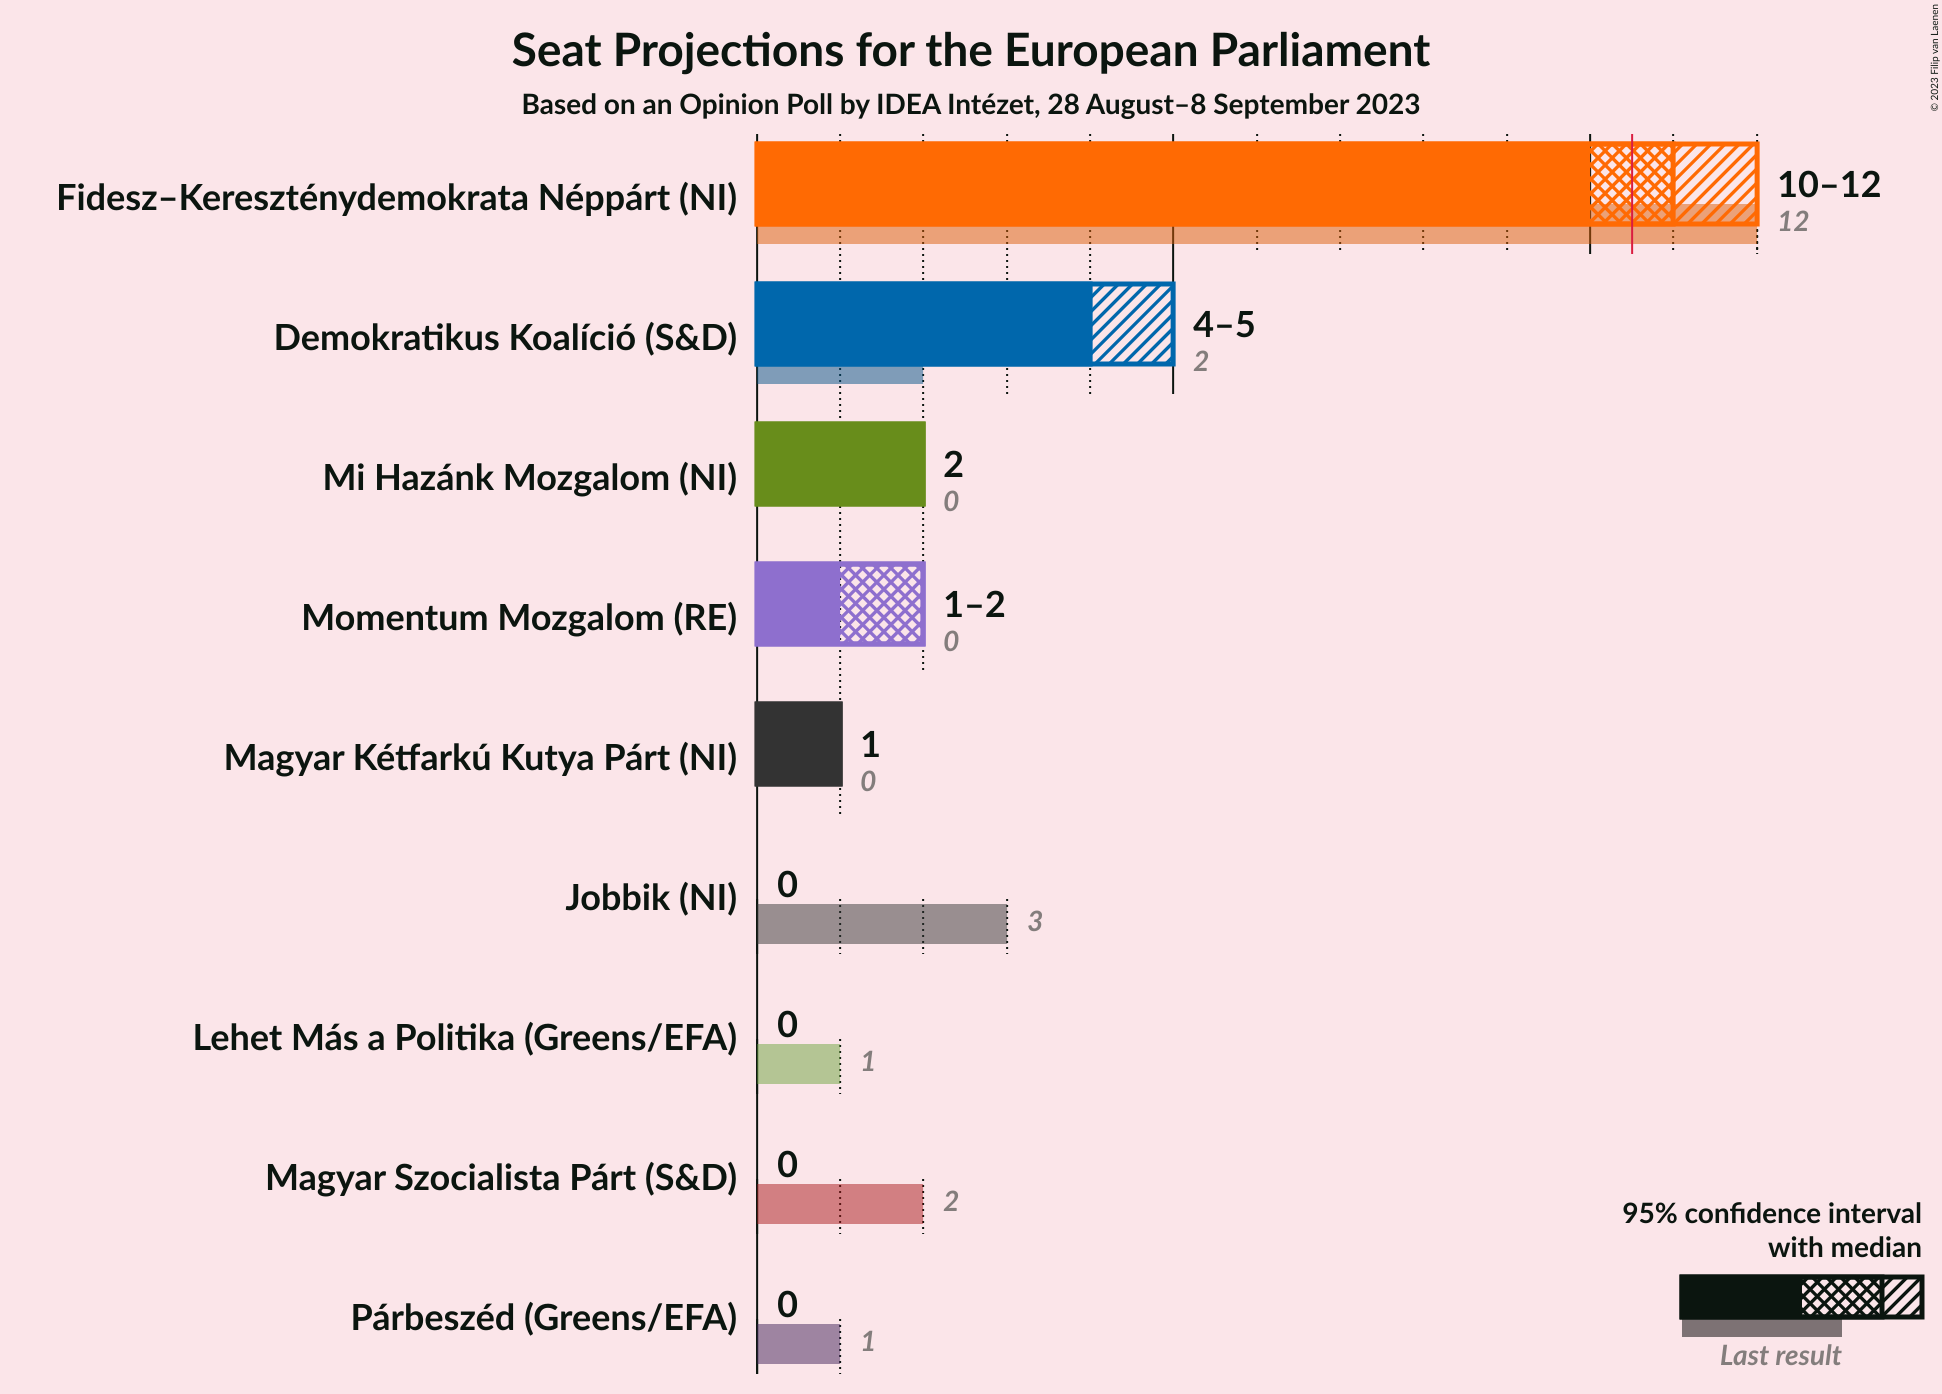 Seat Projections for the European Parliament
Based on an Opinion Poll by IDEA Intézet, 28 August–8 September 2023
© 2023 Filip van Laenen
Fidesz–Kereszténydemokrata Néppárt (NI)
10–12
12
Demokratikus Koalíció (S&D)
4–5
2
Mi Hazánk Mozgalom (NI)
2
0
Momentum Mozgalom (RE)
1–2
0
Magyar Kétfarkú Kutya Párt (NI)
1
0
Jobbik (NI)
0
3
Lehet Más a Politika (Greens/EFA)
0
1
Magyar Szocialista Párt (S&D)
0
2
Párbeszéd (Greens/EFA)
0
1
95% confidence interval
with median
Last result